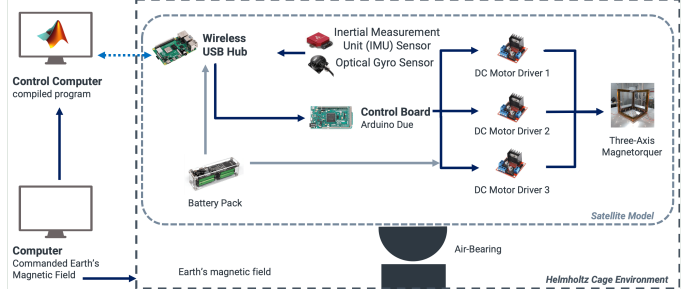 Wireless
USB Hub
Inertial Measurement
Unit (IMU) Sensor
Optical Gyro Sensor
Control Computer
compiled program
DC Motor Driver 1
Control Board
Arduino Due
DC Motor Driver 2
Three-Axis
Magnetorquer
Battery Pack
DC Motor Driver 3
Satellite Model
Computer
Commanded Earth's
Magnetic Field
Air-Bearing
Earth's magnetic field
Helmholtz Cage Environment